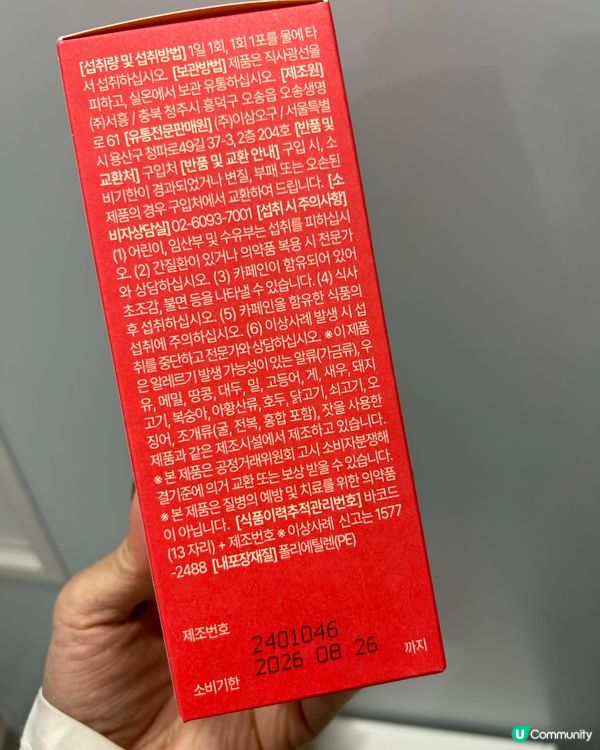 [섭취량 및 섭취방법] 1일 1회, 1회 1포를 물에 타
서 섭취하십시오. [보관방법] 제품은 직사광선을
피하고, 실온에서 보관 유통하십시오. [제조원]
(주)서흥 / 충북 청주시 흥덕구 오송읍 오송생명
로 61 [유통전문판매원] (주)이삼오구 / 서울특별
시 용산구 청파로49길 37-3, 2층 204호 [반품 및
교환처] 구입처 [반품 및 교환 안내] 구입 시, 소
비기한이 경과되었거나 변질, 부패 또는 오손된
제품의 경우 구입처에서 교환하여 드립니다. [소
비자상담실] 02-6093-7001 [섭취 시 주의사항]
(1) 어린이, 임산부 및 수유부는 섭취를 피하십시
오. (2) 간질환이 있거나 의약품 복용 시 전문가
와 상담하십시오. (3) 카페인이 함유되어 있어
초조감, 불면 등을 나타낼 수 있습니다. (4) 식사
후 섭취하십시오. (5) 카페인을 함유한 식품의
섭취에 주의하십시오. (6) 이상사례 발생 시 섭
취를 중단하고 전문가와 상담하십시오. ※이 제품
은 알레르기 발생 가능성이 있는 알류(가금류), 우
유, 메밀, 땅콩, 대두, 밀, 고등어, 게, 새우, 돼지
고기, 복숭아, 아황산류, 호두, 닭고기, 쇠고기, 오
징어, 조개류(굴, 전복, 홍합 포함), 잣을 사용한
제품과 같은 제조시설에서 제조하고 있습니다.
※ 본 제품은 공정거래위원회 고시 소비자분쟁해
결기준에 의거 교환 또는 보상 받을 수 있습니다.
※ 본 제품은 질병의 예방 및 치료를 위한 의약품
이 아닙니다. [식품이력추적관리번호] 바코드
(13 자리) + 제조번호 ※이상사례 신고는 1577
-2488 [내포장재질] 폴리에틸렌(PE)
제조번호 2401046
소비기한 2026 08. 26 까지
U Community